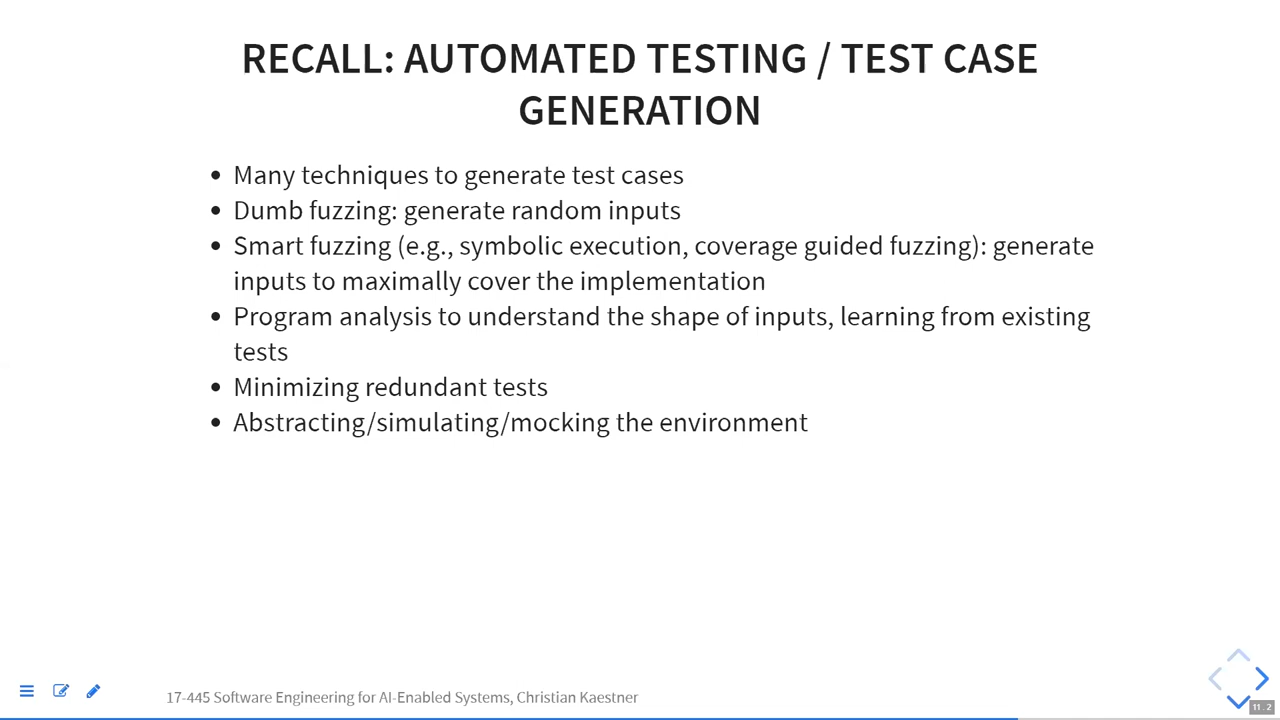 RECALL: AUTOMATED TESTING / TEST CASE
GENERATION
Many techniques to generate test cases
Dumb fuzzing: generate random inputs
Smart fuzzing (e.g., symbolic execution, coverage guided fuzzing): generate
inputs to maximally cover the implementation
Program analysis to understand the shape of inputs, learning from existing
tests
Minimizing redundant tests
Abstracting/simulating/mocking the environment
17-445 Software Engineering for AI-Enabled Systems, Christian Kaestner
11.2